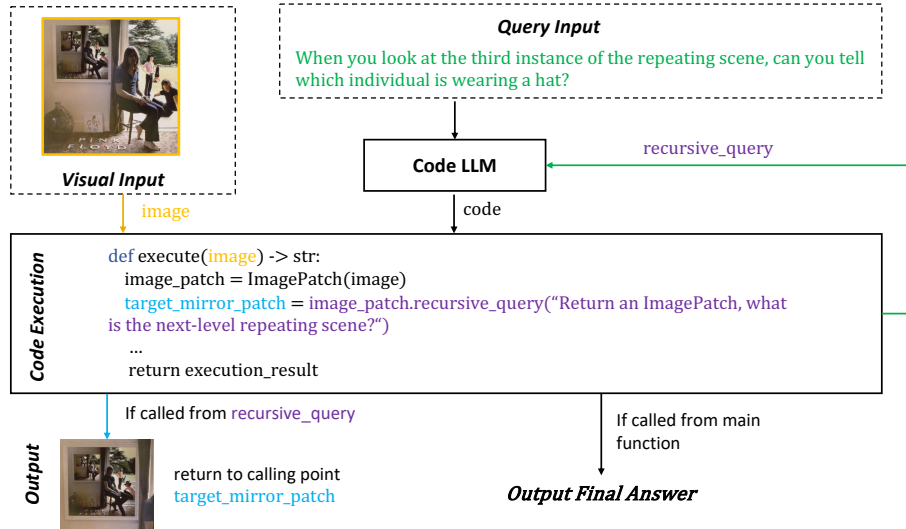 Query Input
When you look at the third instance of the repeating scene, can you tell
which individual is wearing a hat?
PINK
FLOYD
Visual Input
Code LLM
recursive_query
image
code
Code Execution
def execute(image) -> str:
image_patch = ImagePatch(image)
target_mirror_patch = image_patch.recursive_query(“Return an ImagePatch, what
is the next-level repeating scene?“)
...
return execution_result
If called from recursive_query
If called from main
function
Output
return to calling point
target_mirror_patch
Output Final Answer